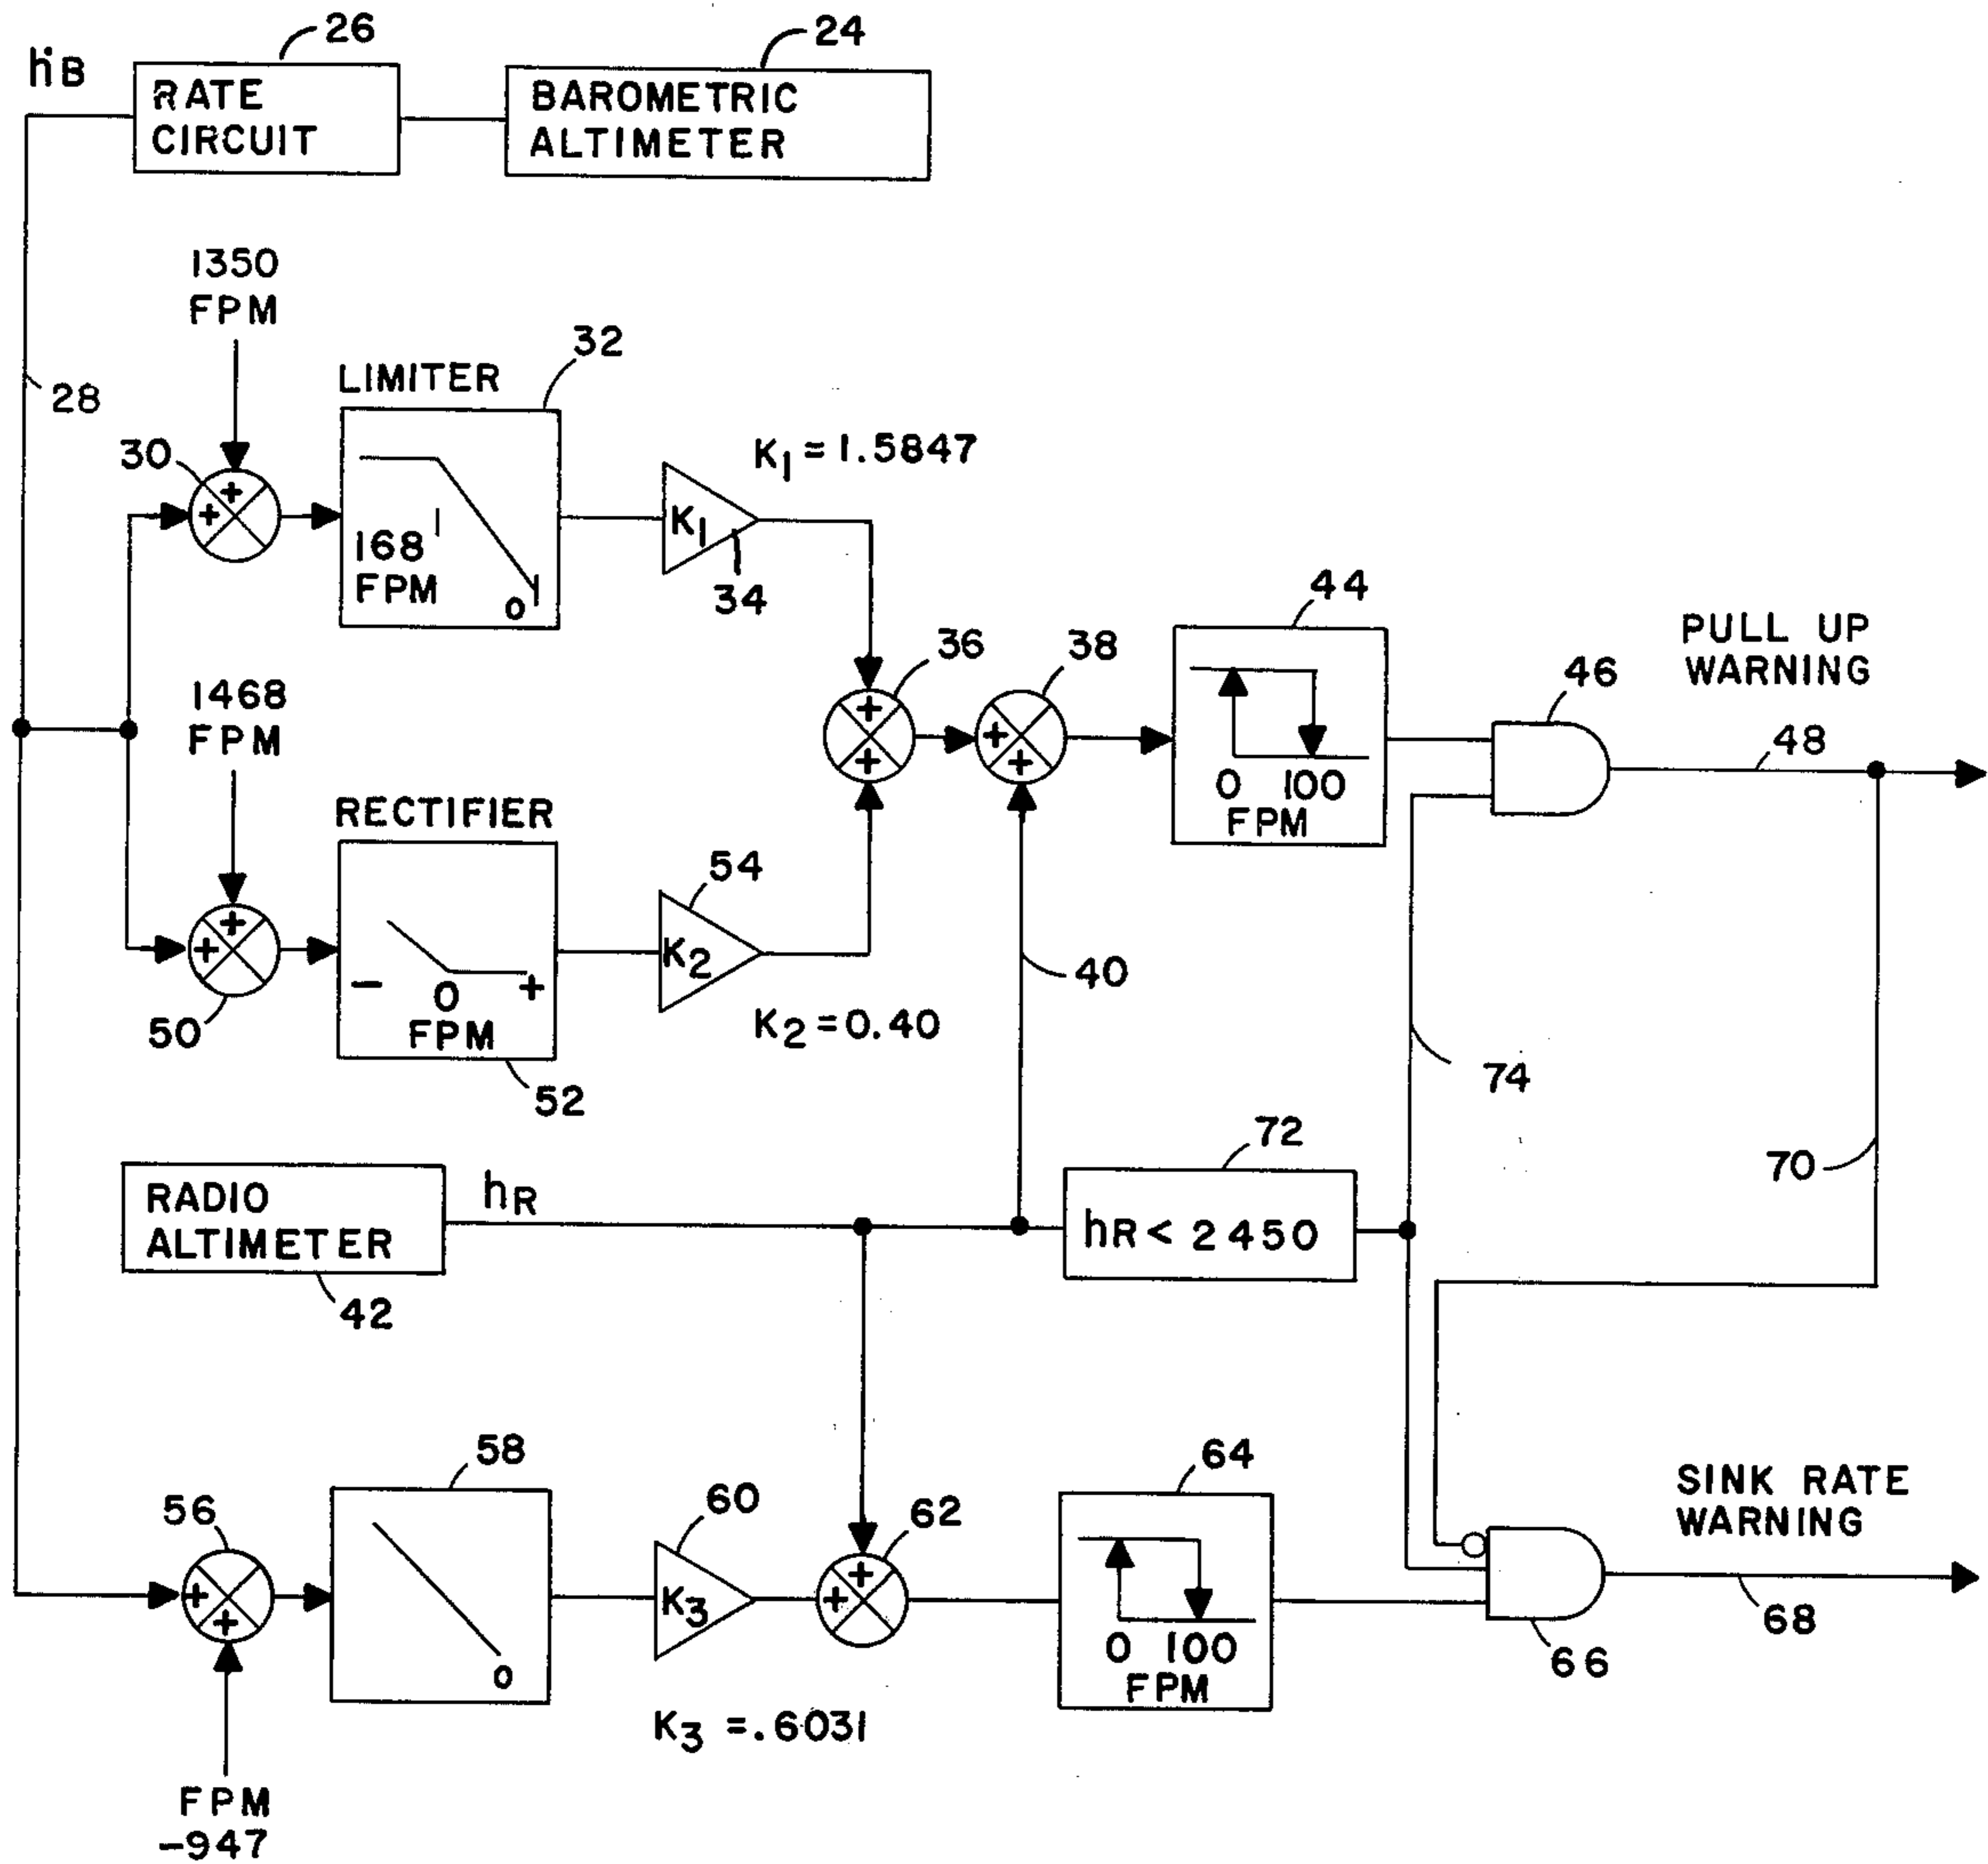 26
24
ḣB
RATE
CIRCUIT
BAROMETRIC
ALTIMETER
1350
FPM
28
LIMITER
32
30
+
+
168
FPM
0
K1
34
K1 = 1.5847
1468
FPM
36
+
+
38
+
+
44
0 100
FPM
46
PULL UP
WARNING
48
RECTIFIER
+
+
50
- 0 +
FPM
52
54
K2
K2 = 0.40
40
74
70
RADIO
ALTIMETER
42
hR
72
hR < 2450
56
+
+
FPM
-947
58
0
60
K3
K3 = .6031
62
+
+
64
0 100
FPM
66
SINK RATE
WARNING
68